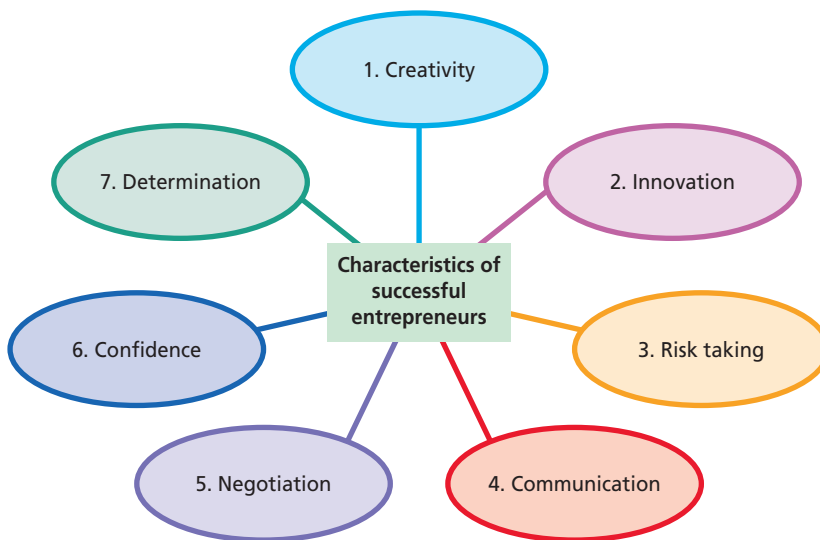 1. Creativity
2. Innovation
3. Risk taking
4. Communication
5. Negotiation
6. Confidence
7. Determination
Characteristics of
successful
entrepreneurs